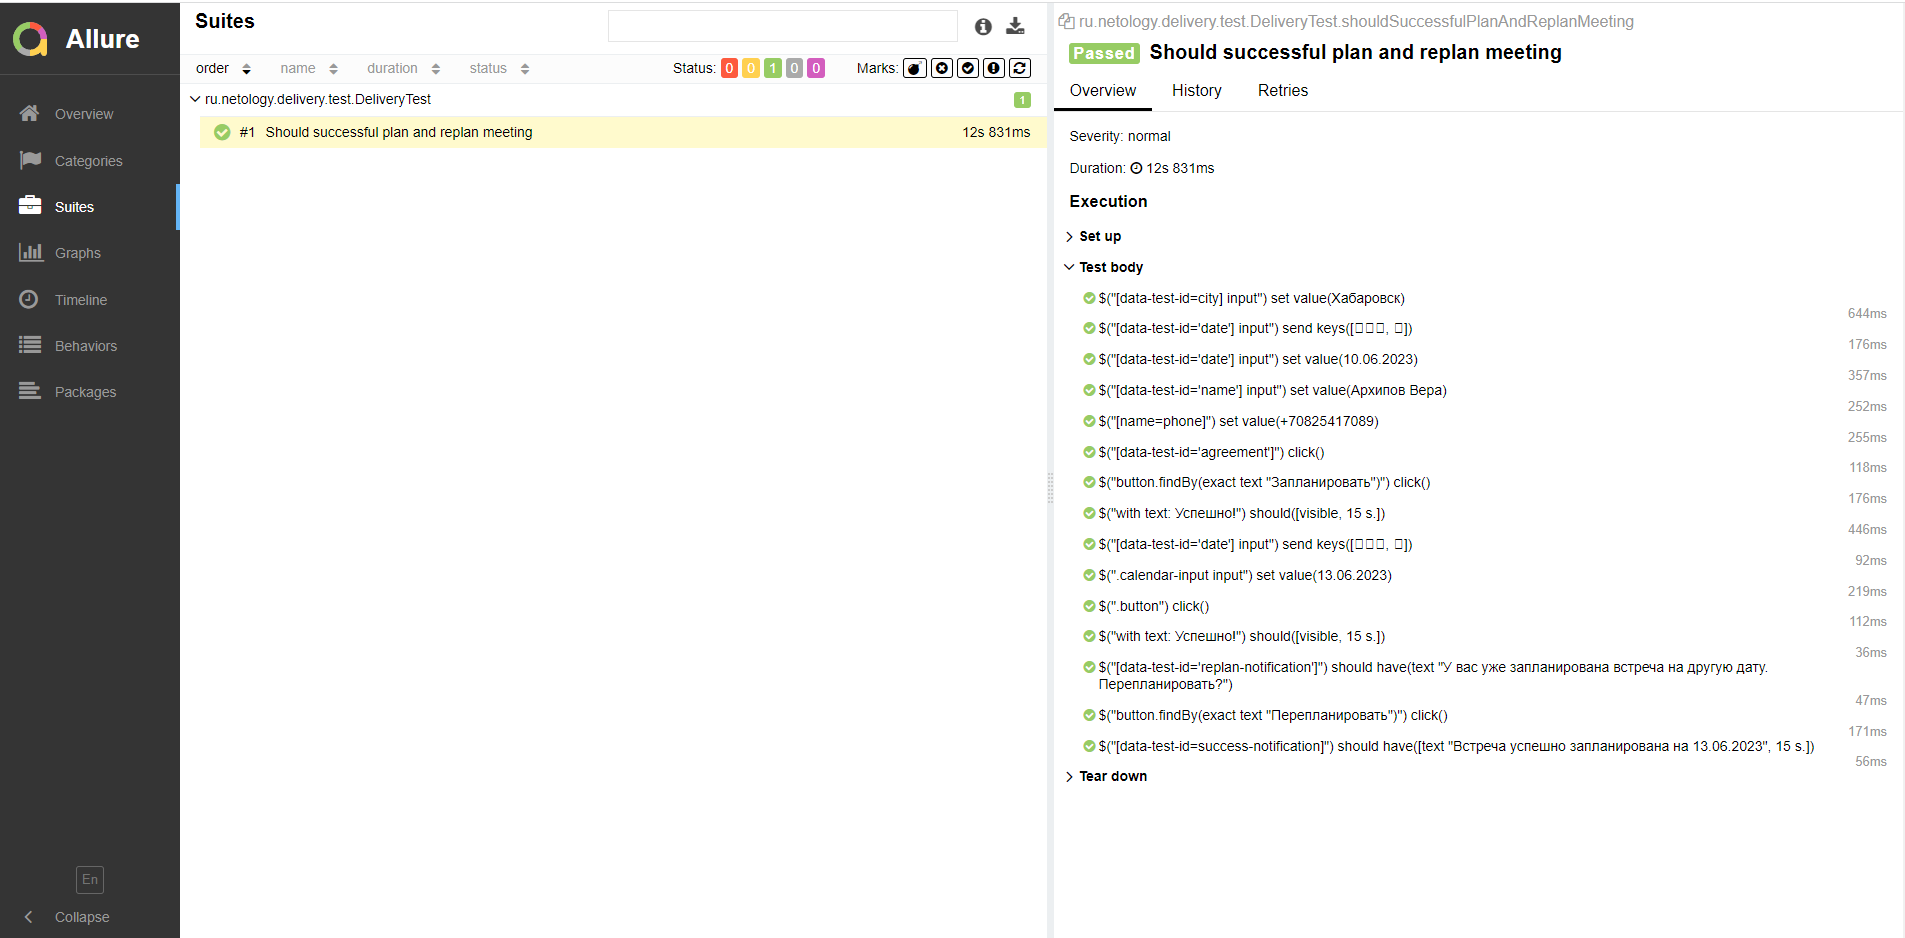 Allure
Overview
Categories
Suites
Graphs
Timeline
Behaviors
Packages
En
Collapse
Suites
order name duration status
Status: 0 0 1 0 0 Marks:
ru.netology.delivery.test.DeliveryTest 1
#1 Should successful plan and replan meeting 12s 831ms
ru.netology.delivery.test.DeliveryTest.shouldSuccessfulPlanAndReplanMeeting
Passed Should successful plan and replan meeting
Overview History Retries
Severity: normal
Duration: 12s 831ms
Execution
Set up
Test body
$("[data-test-id=city] input") set value(Хабаровск)
644ms
$("[data-test-id='date'] input") send keys([□□□, □])
176ms
$("[data-test-id='date'] input") set value(10.06.2023)
357ms
$("[data-test-id='name'] input") set value(Архипов Вера)
252ms
$("[name=phone]") set value(+70825417089)
255ms
$("[data-test-id='agreement']") click()
118ms
$("button.findBy(exact text "Запланировать")") click()
176ms
$("with text: Успешно!") should([visible, 15 s.])
446ms
$("[data-test-id='date'] input") send keys([□□□, □])
92ms
$(".calendar-input input") set value(13.06.2023)
219ms
$(".button") click()
112ms
$("with text: Успешно!") should([visible, 15 s.])
36ms
$("[data-test-id='replan-notification']") should have(text "У вас уже запланирована встреча на другую дату.
Перепланировать?")
47ms
$("button.findBy(exact text "Перепланировать")") click()
171ms
$("[data-test-id=success-notification]") should have([text "Встреча успешно запланирована на 13.06.2023", 15 s.])
56ms
Tear down